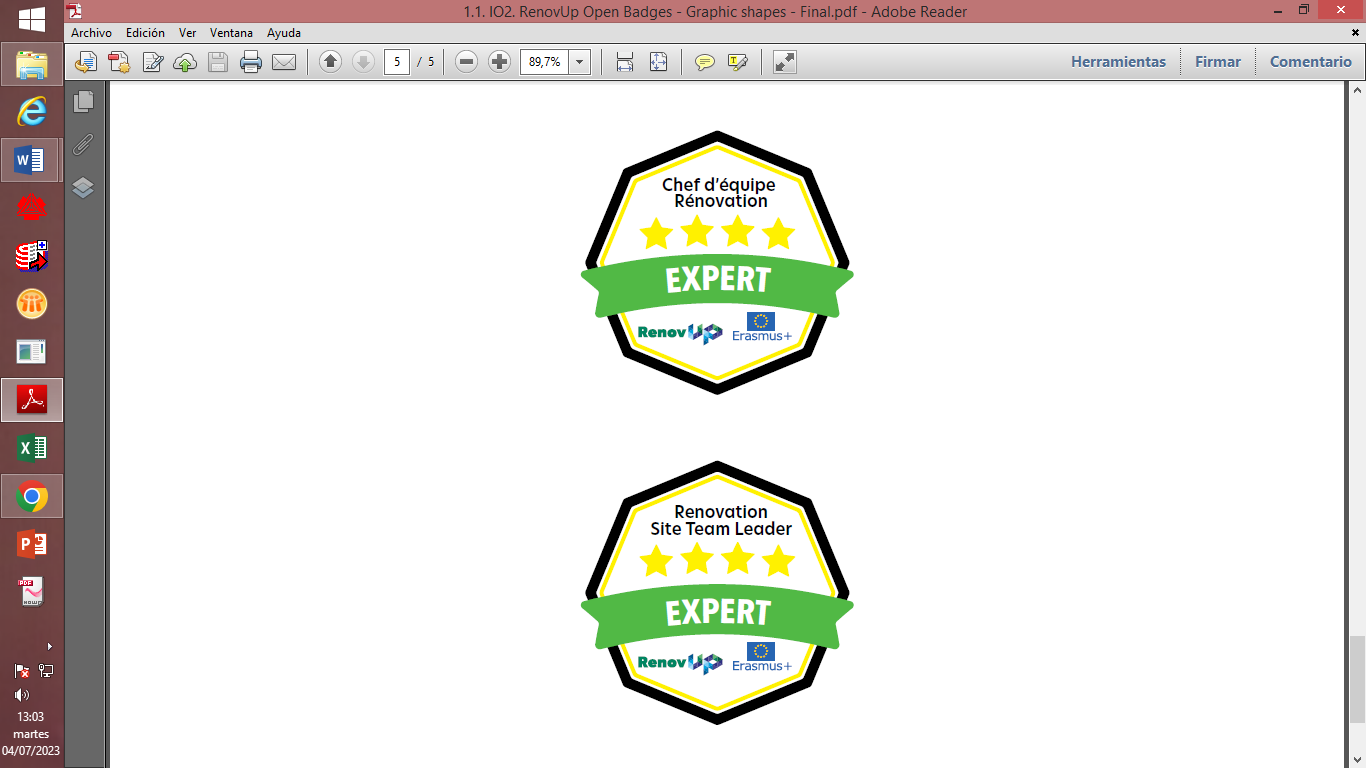 1.1. IO2. RenovUp Open Badges - Graphic shapes - Final.pdf - Adobe Reader
Archivo Edición Ver Ventana Ayuda
5 / 5 89,7% Herramientas Firmar Comentario
Chef d'équipe
Rénovation
EXPERT
RenovUp Erasmus+
Renovation
Site Team Leader
EXPERT
RenovUp Erasmus+
13:03
martes
04/07/2023